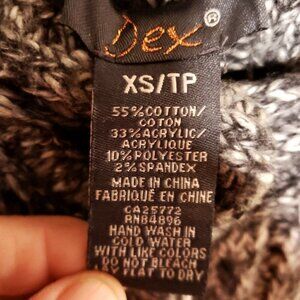 Dex®
XS/TP
55%COTTON/
COTON
33%ACRYLIC/
ACRYLIQUE
10%POLYESTER
2%SPANDEX
MADE IN CHINA
FABRIQUÉ EN CHINE
CA25772
RN84896
HAND WASH IN
COLD WATER
WITH LIKE COLORS
DO NOT BLEACH
FLAT TO DRY